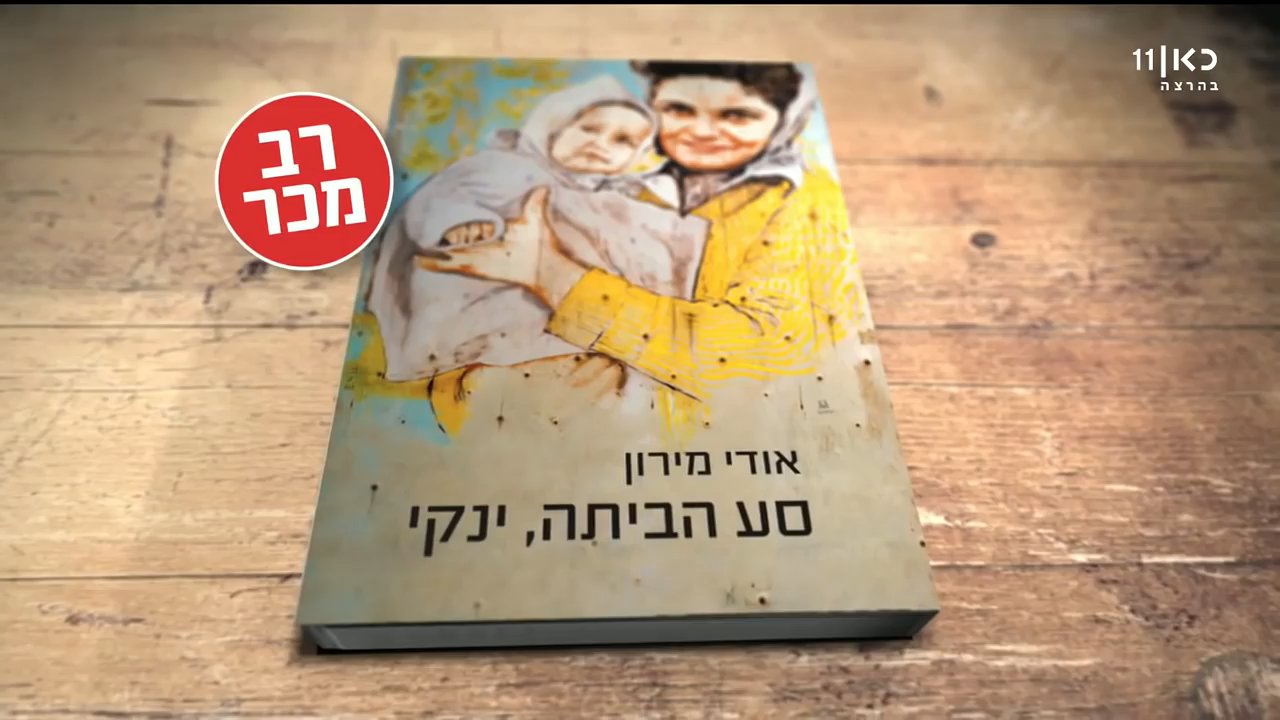 כאן 11
בהרצה
רב
מכר
אודי מירון
סע הביתה, ינקי